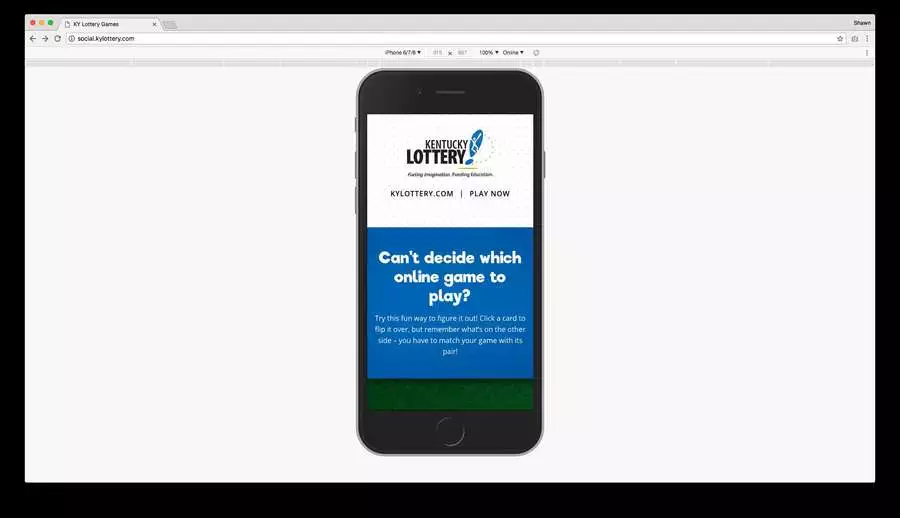 KY Lottery Games
Shawn
social.kylottery.com
iPhone 6/7/8 375 × 667 100% Online
KENTUCKY
LOTTERY
Fueling Imagination. Funding Education.
KYLOTTERY.COM | PLAY NOW
Can't decide which
online game to
play?
Try this fun way to figure it out! Click a card to
flip it over, but remember what's on the other
side – you have to match your game with its
pair!